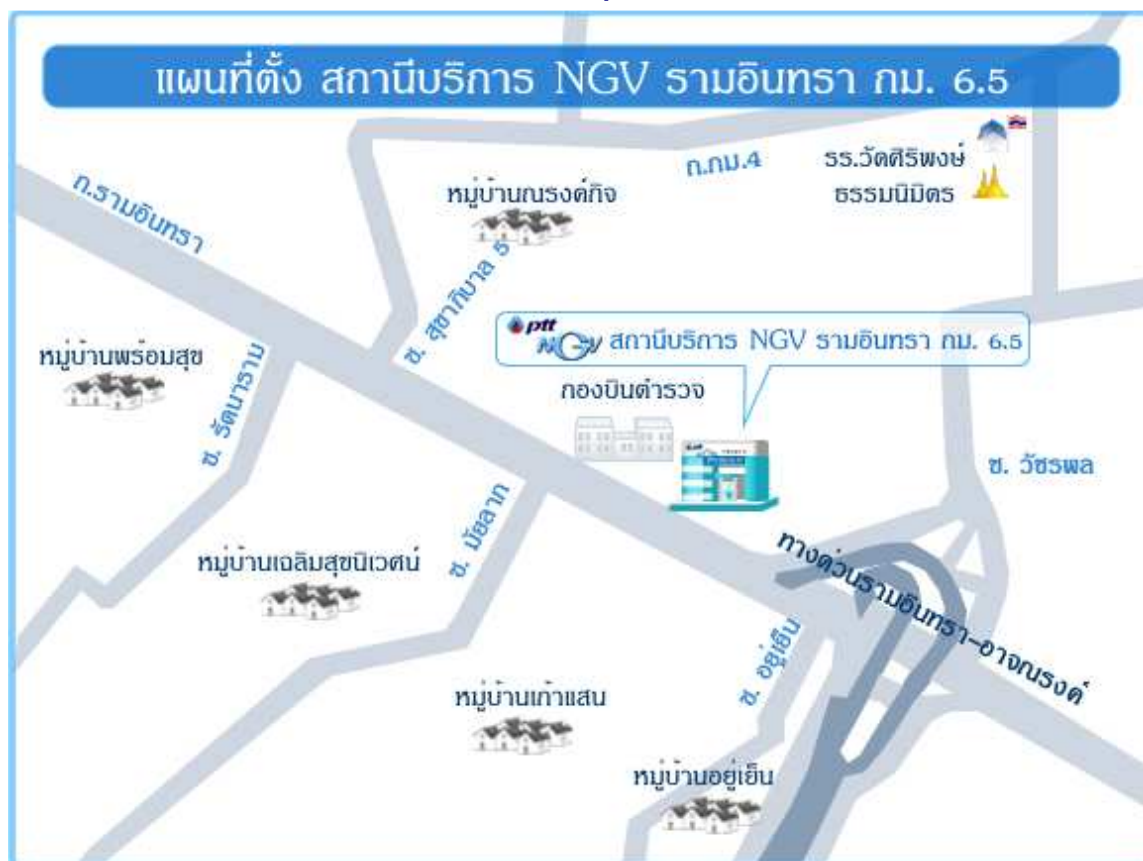 แผนที่ตั้ง สถานีบริการ NGV รามอินทรา กม. 6.5
ถ.รามอินทรา
หมู่บ้านณรงค์กิจ
ถ.กม.4
รร.วัดศิริพงษ์
ธรรมนิมิตร
ซ. สุขาภิบาล 5
หมู่บ้านพร้อมสุข
ซ. รัตนาราม
ptt
NGV สถานีบริการ NGV รามอินทรา กม. 6.5
กองบินตำรวจ
ซ. วัชรพล
ซ. มัยลาภ
หมู่บ้านเฉลิมสุขนิเวศน์
ทางด่วนรามอินทรา-อาจณรงค์
ซ. อยู่เย็น
หมู่บ้านเก้าแสน
หมู่บ้านอยู่เย็น